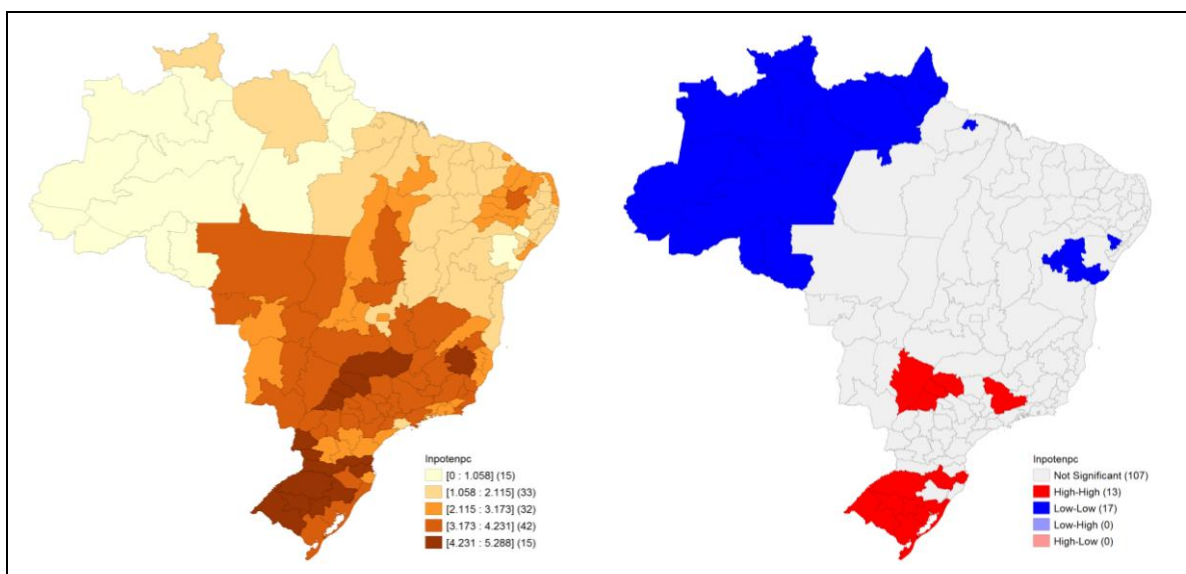 Inpotenpc
[0 : 1.058] (15)
[1.058 : 2.115] (33)
[2.115 : 3.173] (32)
[3.173 : 4.231] (42)
[4.231 : 5.288] (15)
Inpotenpc
Not Significant (107)
High-High (13)
Low-Low (17)
Low-High (0)
High-Low (0)